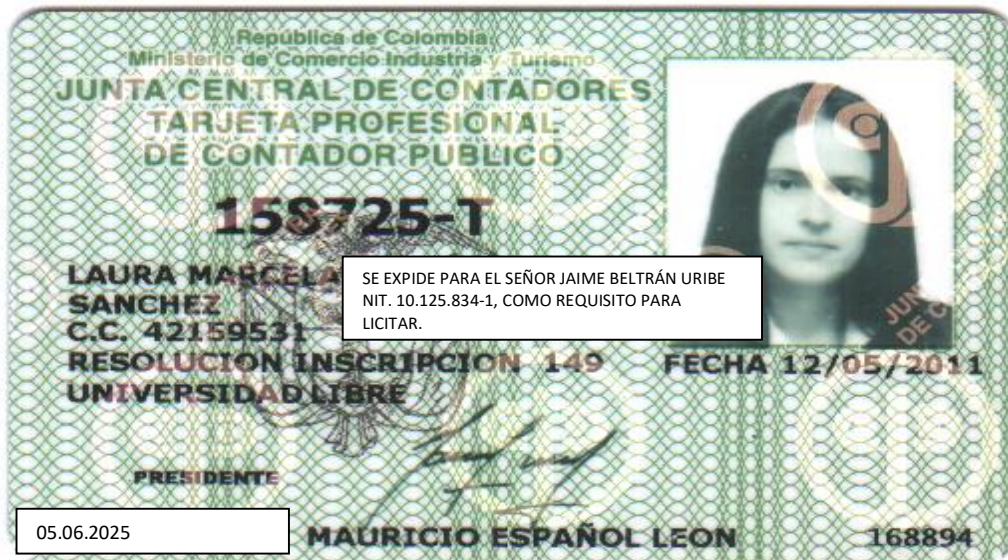 República de Colombia
Ministerio de Comercio Industria y Turismo
JUNTA CENTRAL DE CONTADORES
TARJETA PROFESIONAL
DE CONTADOR PUBLICO
158725-T
LAURA MARCELA
SANCHEZ
C.C. 42159531
RESOLUCION INSCRIPCION 149
UNIVERSIDAD LIBRE
SE EXPIDE PARA EL SEÑOR JAIME BELTRÁN URIBE
NIT. 10.125.834-1, COMO REQUISITO PARA
LICITAR.
JUN
DE C
FECHA 12/05/2011
PRESIDENTE
05.06.2025
MAURICIO ESPAÑOL LEON
168894